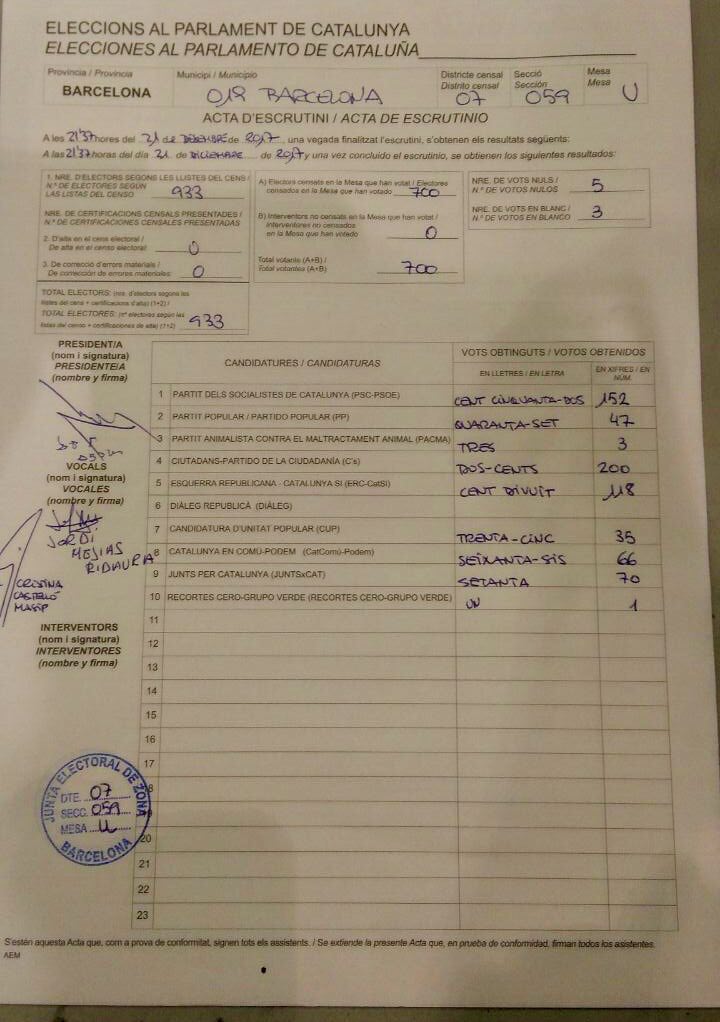 ELECCIONS AL PARLAMENT DE CATALUNYA
ELECCIONES AL PARLAMENTO DE CATALUÑA
Provincia / Provincia
BARCELONA
Municipi / Municipio
019 BARCELONA
Districte censal
Distrito censal
07
Secció
Sección
059
Mesa
Mesa
U
ACTA D'ESCRUTINI / ACTA DE ESCRUTINIO
A les 21'37 hores del 21 de DICIEMBRE de 2017, una vegada finalitzat l'escrutini, s'obtenen els resultats següents:
A las 21'37 horas del día 21 de DICIEMBRE de 2017 y una vez concluido el escrutinio, se obtienen los siguientes resultados:
1. NRE. D'ELECTORS SEGONS LES LLISTES DEL CENS /
N.º DE ELECTORES SEGÚN
LAS LISTAS DEL CENSO 933
NRE. DE CERTIFICACIONS CENSALS PRESENTADES /
N.º DE CERTIFICACIONES CENSALES PRESENTADAS
2. D'alta en el cens electoral /
De alta en el censo electoral: 0
3. De correcció d'errors materials /
De corrección de errores materiales: 0
TOTAL ELECTORS: (nre. d'electors segons les
llistes del cens + certificacions d'alta) (1+2) /
TOTAL ELECTORES: (nº electores según las
listas del censo + certificaciones de alta) (1+2) 933
A) Electors censats en la Mesa que han votat / Electores
censados en la Mesa que han votado 700
B) Interventors no censats en la Mesa que han votat /
Interventores no censados
en la Mesa que han votado 0
Total votants (A+B) /
Total votantes (A+B) 700
NRE. DE VOTS NULS /
N.º DE VOTOS NULOS 5
NRE. DE VOTS EN BLANC /
N.º DE VOTOS EN BLANCO 3
PRESIDENT/A
(nom i signatura)
PRESIDENTE/A
(nombre y firma)
VOCALS
(nom i signatura)
VOCALES
(nombre y firma)
JORDI
MESIAS
RIDAURA
CRISTINA
CASTELLÓ
MASIP
INTERVENTORS
(nom i signatura)
INTERVENTORES
(nombre y firma)
CANDIDATURES / CANDIDATURAS
VOTS OBTINGUTS / VOTOS OBTENIDOS
EN LLETRES / EN LETRA
EN XIFRES / EN NÚM.
1 PARTIT DELS SOCIALISTES DE CATALUNYA (PSC-PSOE) CENT CINQUANTA-DOS 152
2 PARTIT POPULAR / PARTIDO POPULAR (PP) QUARANTA-SET 47
3 PARTIT ANIMALISTA CONTRA EL MALTRACTAMENT ANIMAL (PACMA) TRES 3
4 CIUTADANS-PARTIDO DE LA CIUDADANÍA (C's) DOS-CENTS 200
5 ESQUERRA REPUBLICANA - CATALUNYA SI (ERC-CatSI) CENT DIVUIT 118
6 DIÀLEG REPUBLICÀ (DIÀLEG)
7 CANDIDATURA D'UNITAT POPULAR (CUP) TRENTA-CINC 35
8 CATALUNYA EN COMÚ-PODEM (CatComú-Podem) SEIXANTA-SIS 66
9 JUNTS PER CATALUNYA (JUNTSxCAT) SETANTA 70
10 RECORTES CERO-GRUPO VERDE (RECORTES CERO-GRUPO VERDE) UN 1
11
12
13
14
15
16
17
20
21
22
23
JUNTA ELECTORAL DE ZONA
DTE. 07
SECC. 059
MESA U
BARCELONA
S'estén aquesta Acta que, com a prova de conformitat, signen tots els assistents. / Se extiende la presente Acta que, en prueba de conformidad, firman todos los asistentes.
AEM